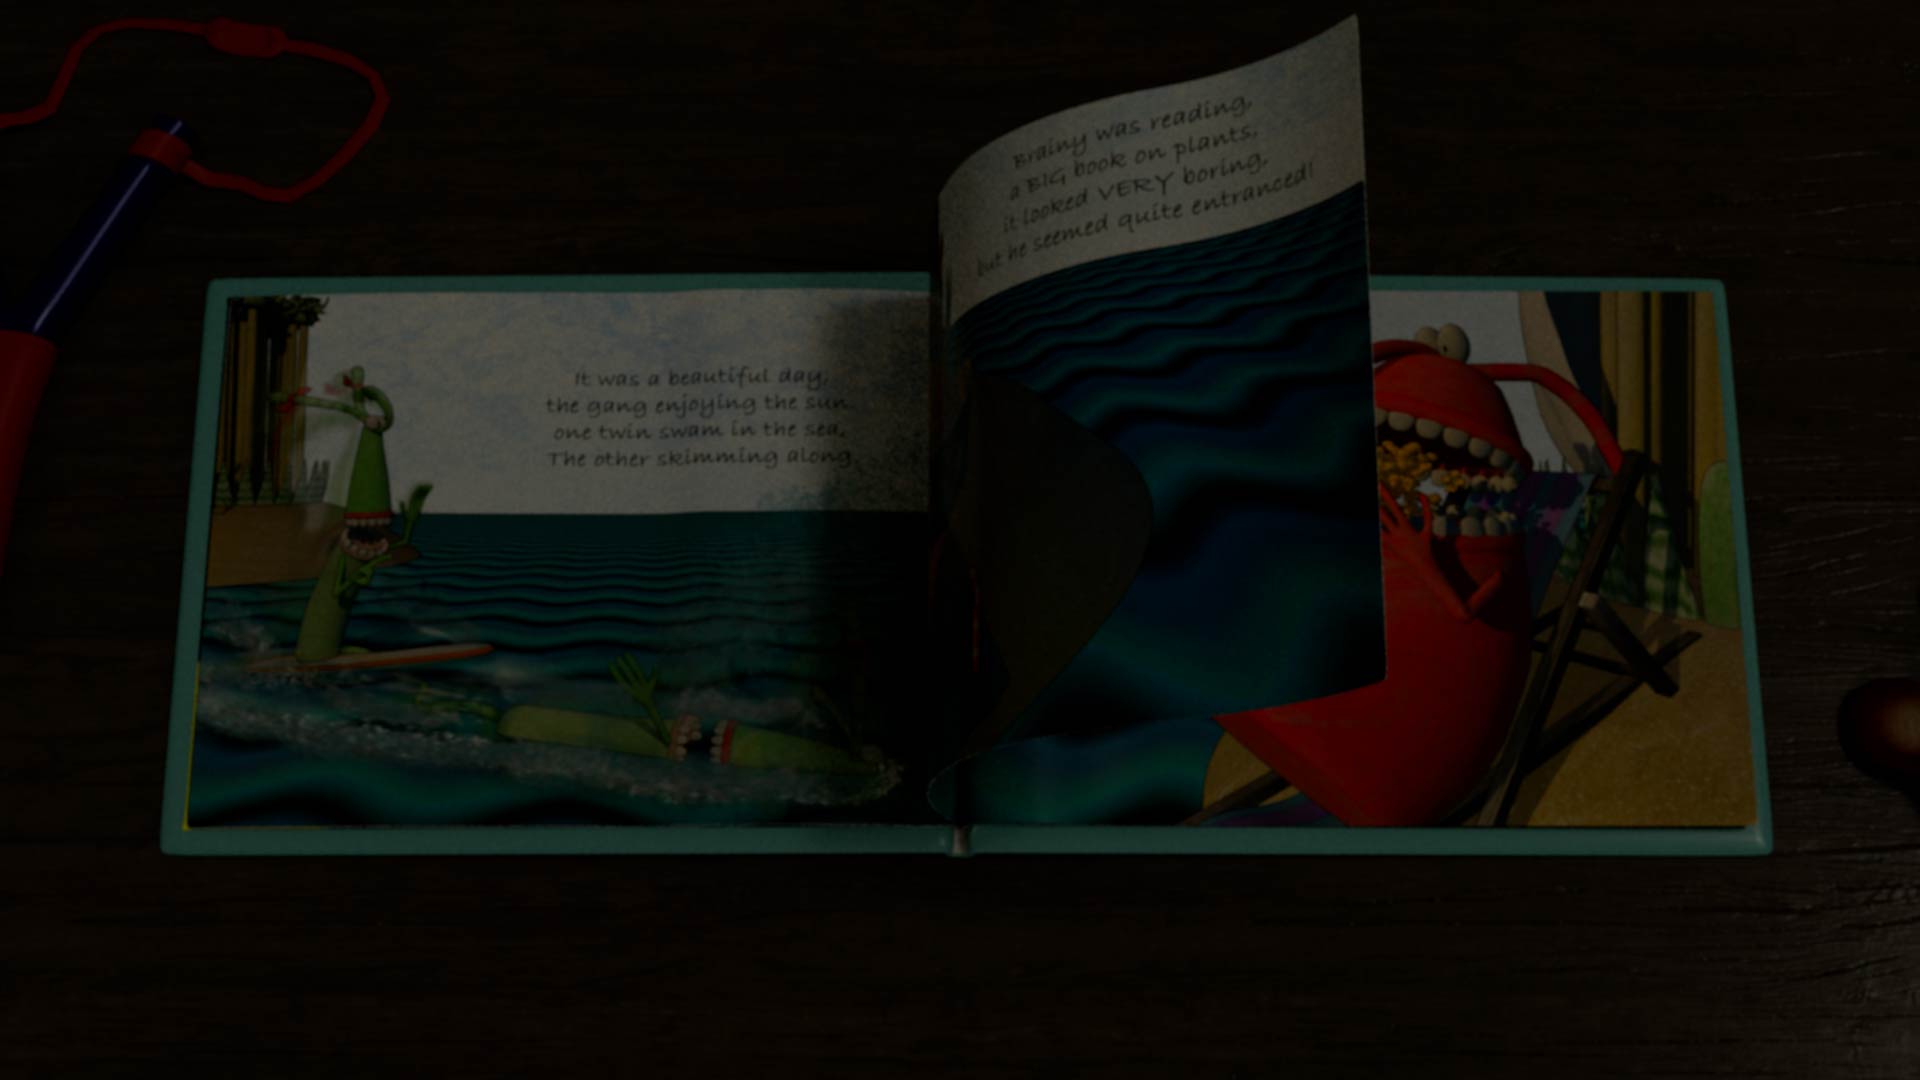 It was a beautiful day,
the gang enjoying the sun.
one twin swam in the sea,
The other skimming along.
Brainy was reading,
a BIG book on plants,
it looked VERY boring,
but he seemed quite entranced!